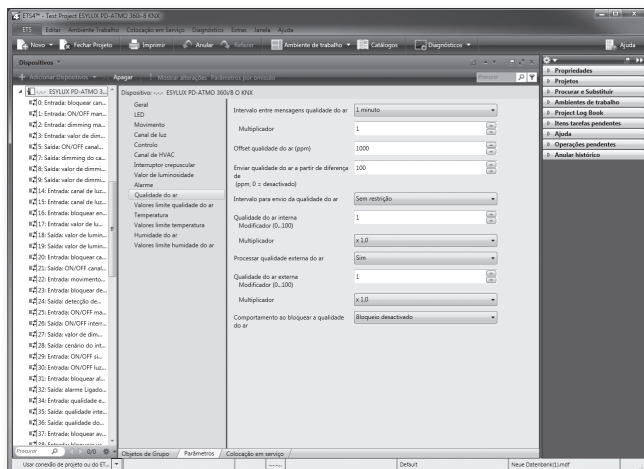 ETS4™ - Test Project ESYLUX PD-ATMO 360i-8 KNX
ETS Editar Ambiente Trabalho Colocação em Serviço Diagnóstico Extras Janela Ajuda
Novo Fechar Projeto Imprimir Anular Refazer Ambiente de trabalho Catálogos Diagnósticos Ajuda
Dispositivos
Adicionar Dispositivos Apagar Mostrar alterações Parâmetros por omissão Procurar
ESYLUX PD-ATMO 3...
0: Entrada: bloquear can...
1: Entrada: ON/OFF man...
2: Entrada: dimming ma...
3: Entrada: valor de dim...
5: Saída: ON/OFF canal...
7: Saída: dimming do ca...
8: Saída: valor de dimmi...
9: Saída: valor de dimmi...
14: Entrada: canal de luz...
15: Entrada: canal de luz...
16: Entrada: bloquear en...
17: Entrada: valor de lu...
18: Saída: valor de lumin...
19: Saída: valor de lumin...
20: Entrada: bloquear ca...
21: Saída: ON/OFF canal...
22: Entrada: movimento...
23: Entrada: bloquear de...
24: Saída: detecção de...
25: Entrada: ON/OFF ma...
26: Saída: ON/OFF intern...
27: Saída: valor de dim...
28: Saída: cenário do int...
29: Entrada: ON/OFF si...
30: Entrada: ON/OFF luz...
31: Entrada: bloquear al...
32: Saída: alarme Ligado...
34: Entrada: qualidade e...
35: Saída: qualidade inte...
36: Saída: qualidade do...
37: Entrada: bloquear av...
Procurar 0/0
Dispositivo: ESYLUX PD-ATMO 360i/8 O KNX
Geral
LED
Movimento
Canal de luz
Controlo
Canal de HVAC
Interruptor crepuscular
Valor de luminosidade
Alarme
Qualidade do ar
Valores limite qualidade do ar
Temperatura
Valores limite temperatura
Humidade do ar
Valores limite humidade do ar
Intervalo entre mensagens qualidade do ar 1 minuto
Multiplicador 1
Offset qualidade do ar (ppm) 1000
Enviar qualidade do ar a partir de diferença 100
de
(ppm, 0 = desactivado)
Intervalo para envio da qualidade do ar Sem restrição
Qualidade do ar interna 1
Modificador (0..100)
Multiplicador x 1,0
Processar qualidade externa do ar Sim
Qualidade do ar externa 1
Modificador (0..100)
Multiplicador x 1,0
Comportamento ao bloquear a qualidade Bloqueio desactivado
do ar
Objetos de Grupo Parâmetros Colocação em serviço
Propriedades
Projetos
Procurar e Substituir
Ambientes de trabalho
Project Log Book
Itens tarefas pendentes
Ajuda
Operações pendentes
Anular histórico
Usar conexão de projeto ou do ET... Default Neue Datenbank(1).mdf